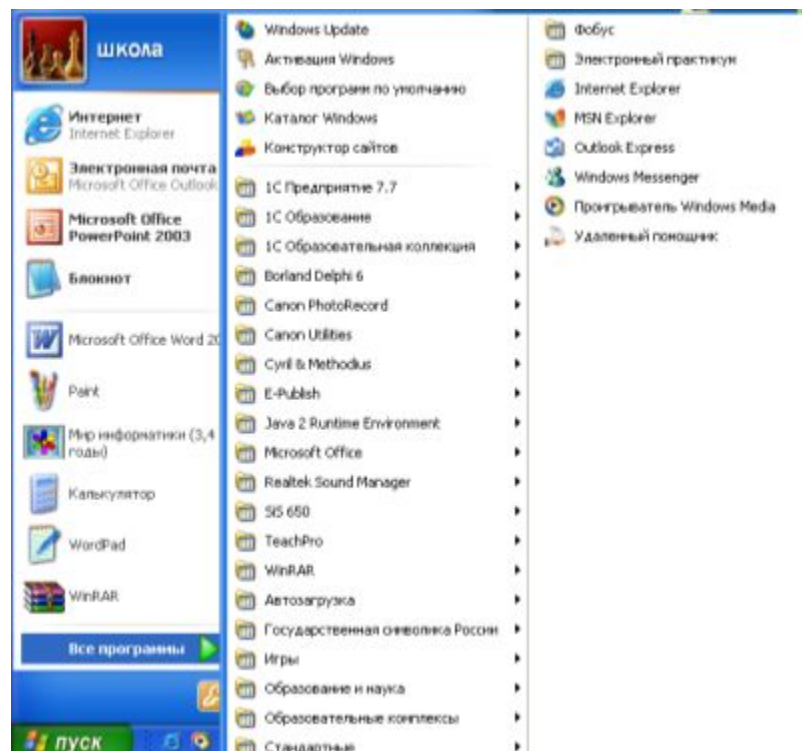 школа
Интернет
Internet Explorer
Электронная почта
Microsoft Office Outlook
Microsoft Office
PowerPoint 2003
Блокнот
Microsoft Office Word 20
Paint
Мир информатики (3,4
годы)
Калькулятор
WordPad
WinRAR
Все программы
пуск
Windows Update
Активация Windows
Выбор программ по умолчанию
Каталог Windows
Конструктор сайтов
1С Предприятие 7.7
1С Образование
1С Образовательная коллекция
Borland Delphi 6
Canon PhotoRecord
Canon Utilities
Cyril & Methodius
E-Publish
Java 2 Runtime Environment
Microsoft Office
Realtek Sound Manager
SiS 650
TeachPro
WinRAR
Автозагрузка
Государственная символика России
Игры
Образование и наука
Образовательные комплексы
Стандартные
Фобус
Электронный практикум
Internet Explorer
MSN Explorer
Outlook Express
Windows Messenger
Проигрыватель Windows Media
Удаленный помощник